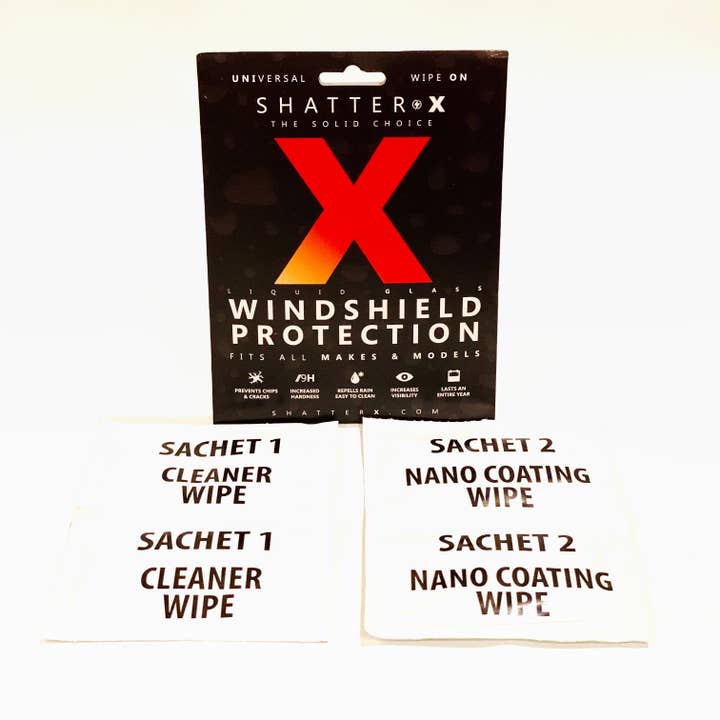 UNIVERSAL WIPE ON
SHATTER X
THE SOLID CHOICE
X
LIQUID GLASS
WINDSHIELD
PROTECTION
FITS ALL MAKES & MODELS
PREVENTS CHIPS & CRACKS
9H INCREASED HARDNESS
REPELLS RAIN EASY TO CLEAN
INCREASES VISIBILITY
LASTS AN ENTIRE YEAR
SHATTERX.COM
SACHET 1
CLEANER
WIPE
SACHET 1
CLEANER
WIPE
SACHET 2
NANO COATING
WIPE
SACHET 2
NANO COATING
WIPE